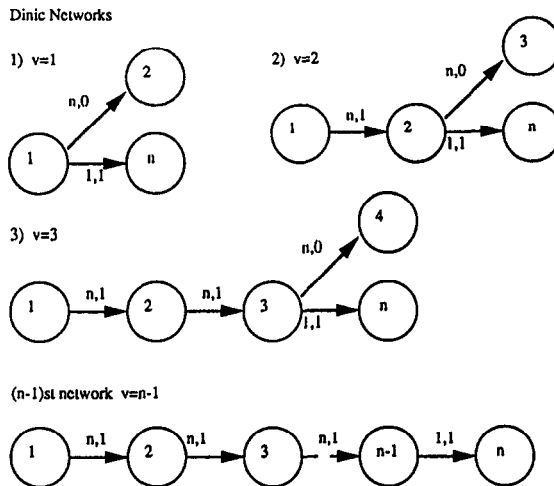 Dinic Networks
1) v=1
2
n,0
1
1,1
n
2) v=2
3
n,0
1
n,1
2
1,1
n
3) v=3
4
n,0
1
n,1
2
n,1
3
1,1
n
(n-1)st network v=n-1
1
n,1
2
n,1
3
n,1
n-1
1,1
n